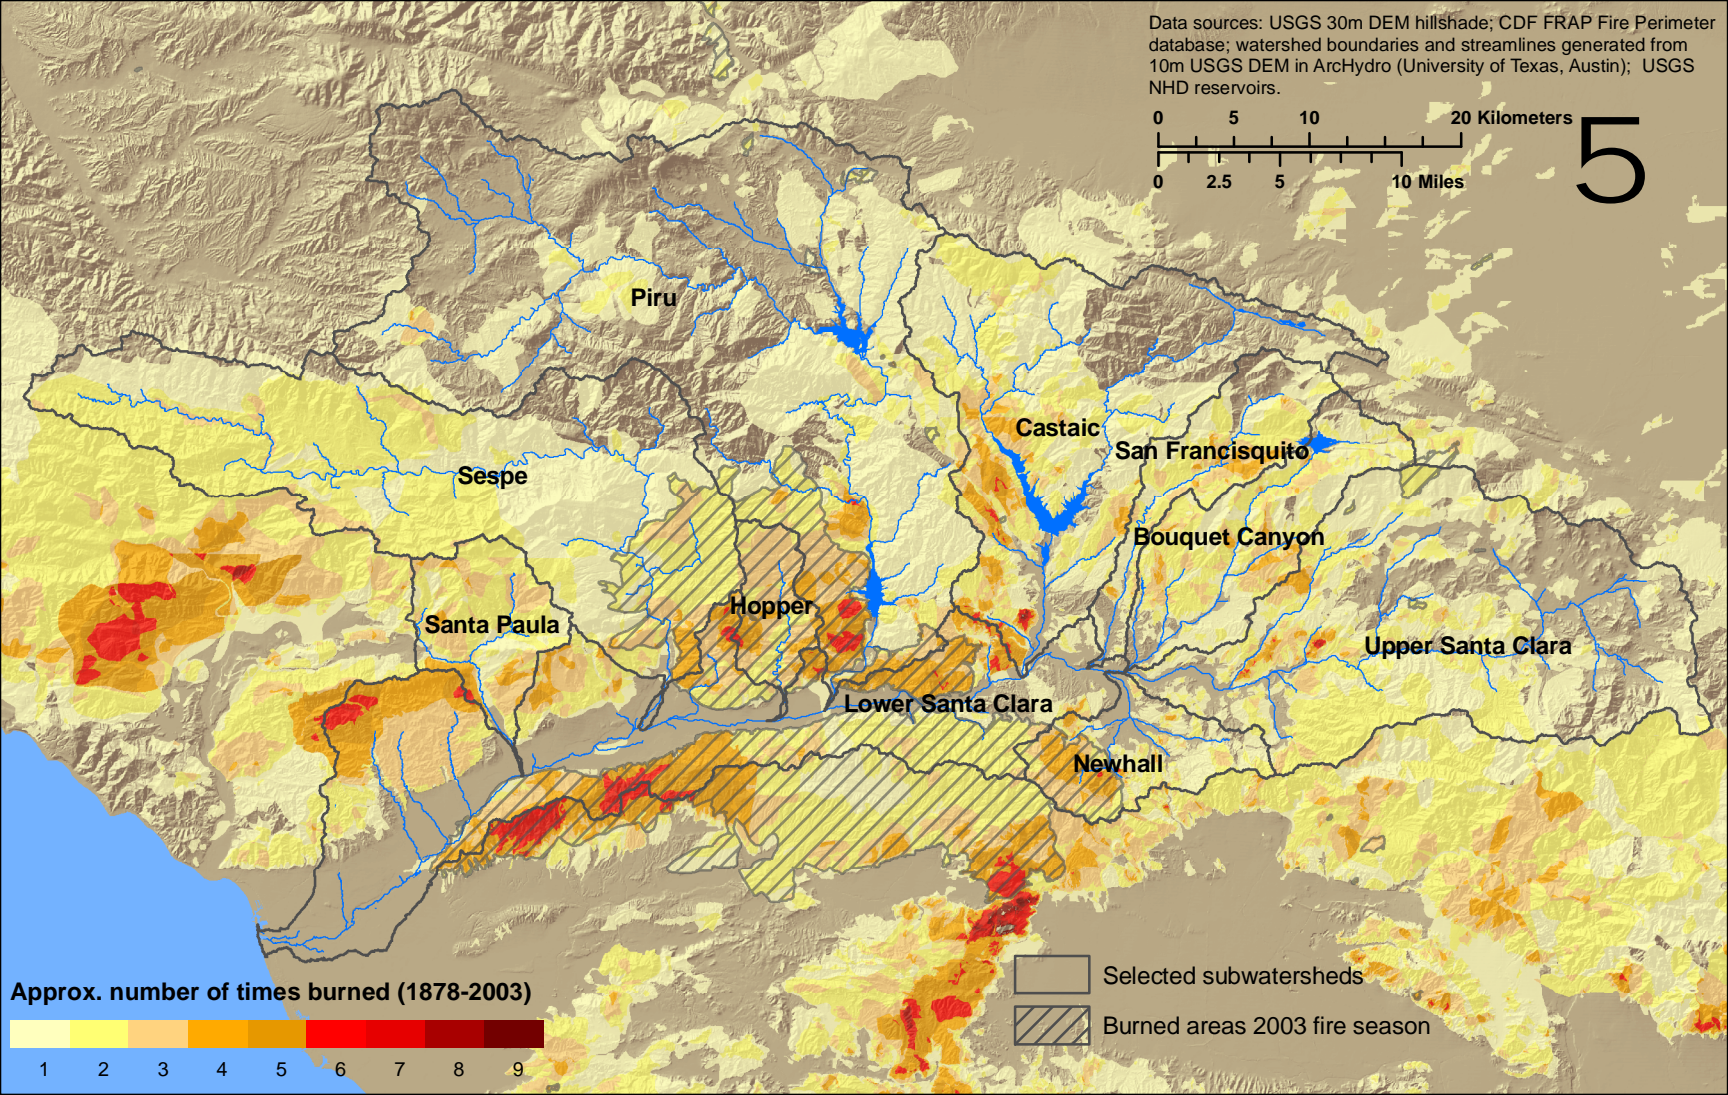 Data sources: USGS 30m DEM hillshade; CDF FRAP Fire Perimeter
database; watershed boundaries and streamlines generated from
10m USGS DEM in ArcHydro (University of Texas, Austin);  USGS
NHD reservoirs.
0 5 10 20 Kilometers
0 2.5 5 10 Miles
5
Piru
Castaic
San Francisquito
Sespe
Bouquet Canyon
Hopper
Santa Paula
Upper Santa Clara
Lower Santa Clara
Newhall
Selected subwatersheds
Burned areas 2003 fire season
Approx. number of times burned (1878-2003)
1 2 3 4 5 6 7 8 9